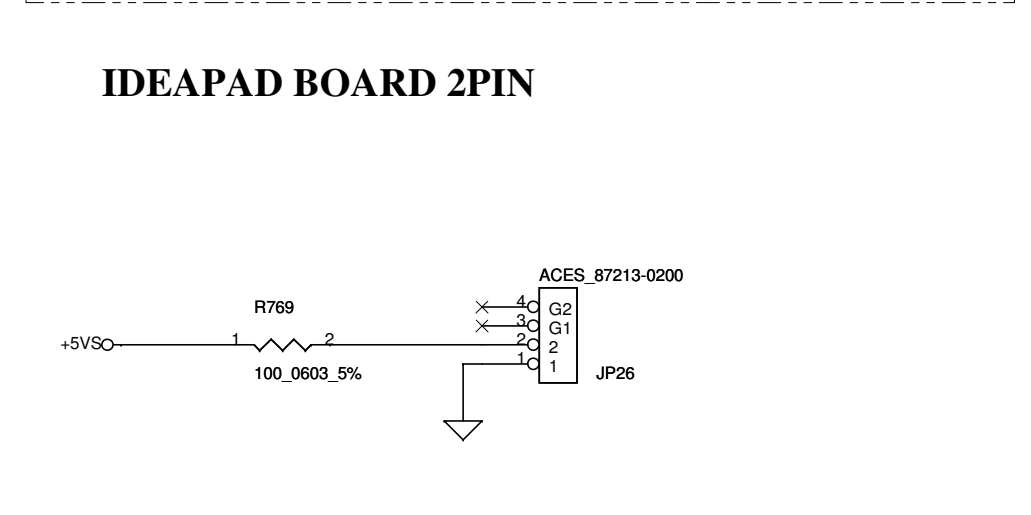 IDEAPAD BOARD 2PIN
ACES_87213-0200
R769
4 G2
3 G1
+5VS 1 2 2 2
100_0603_5% 1 1 JP26